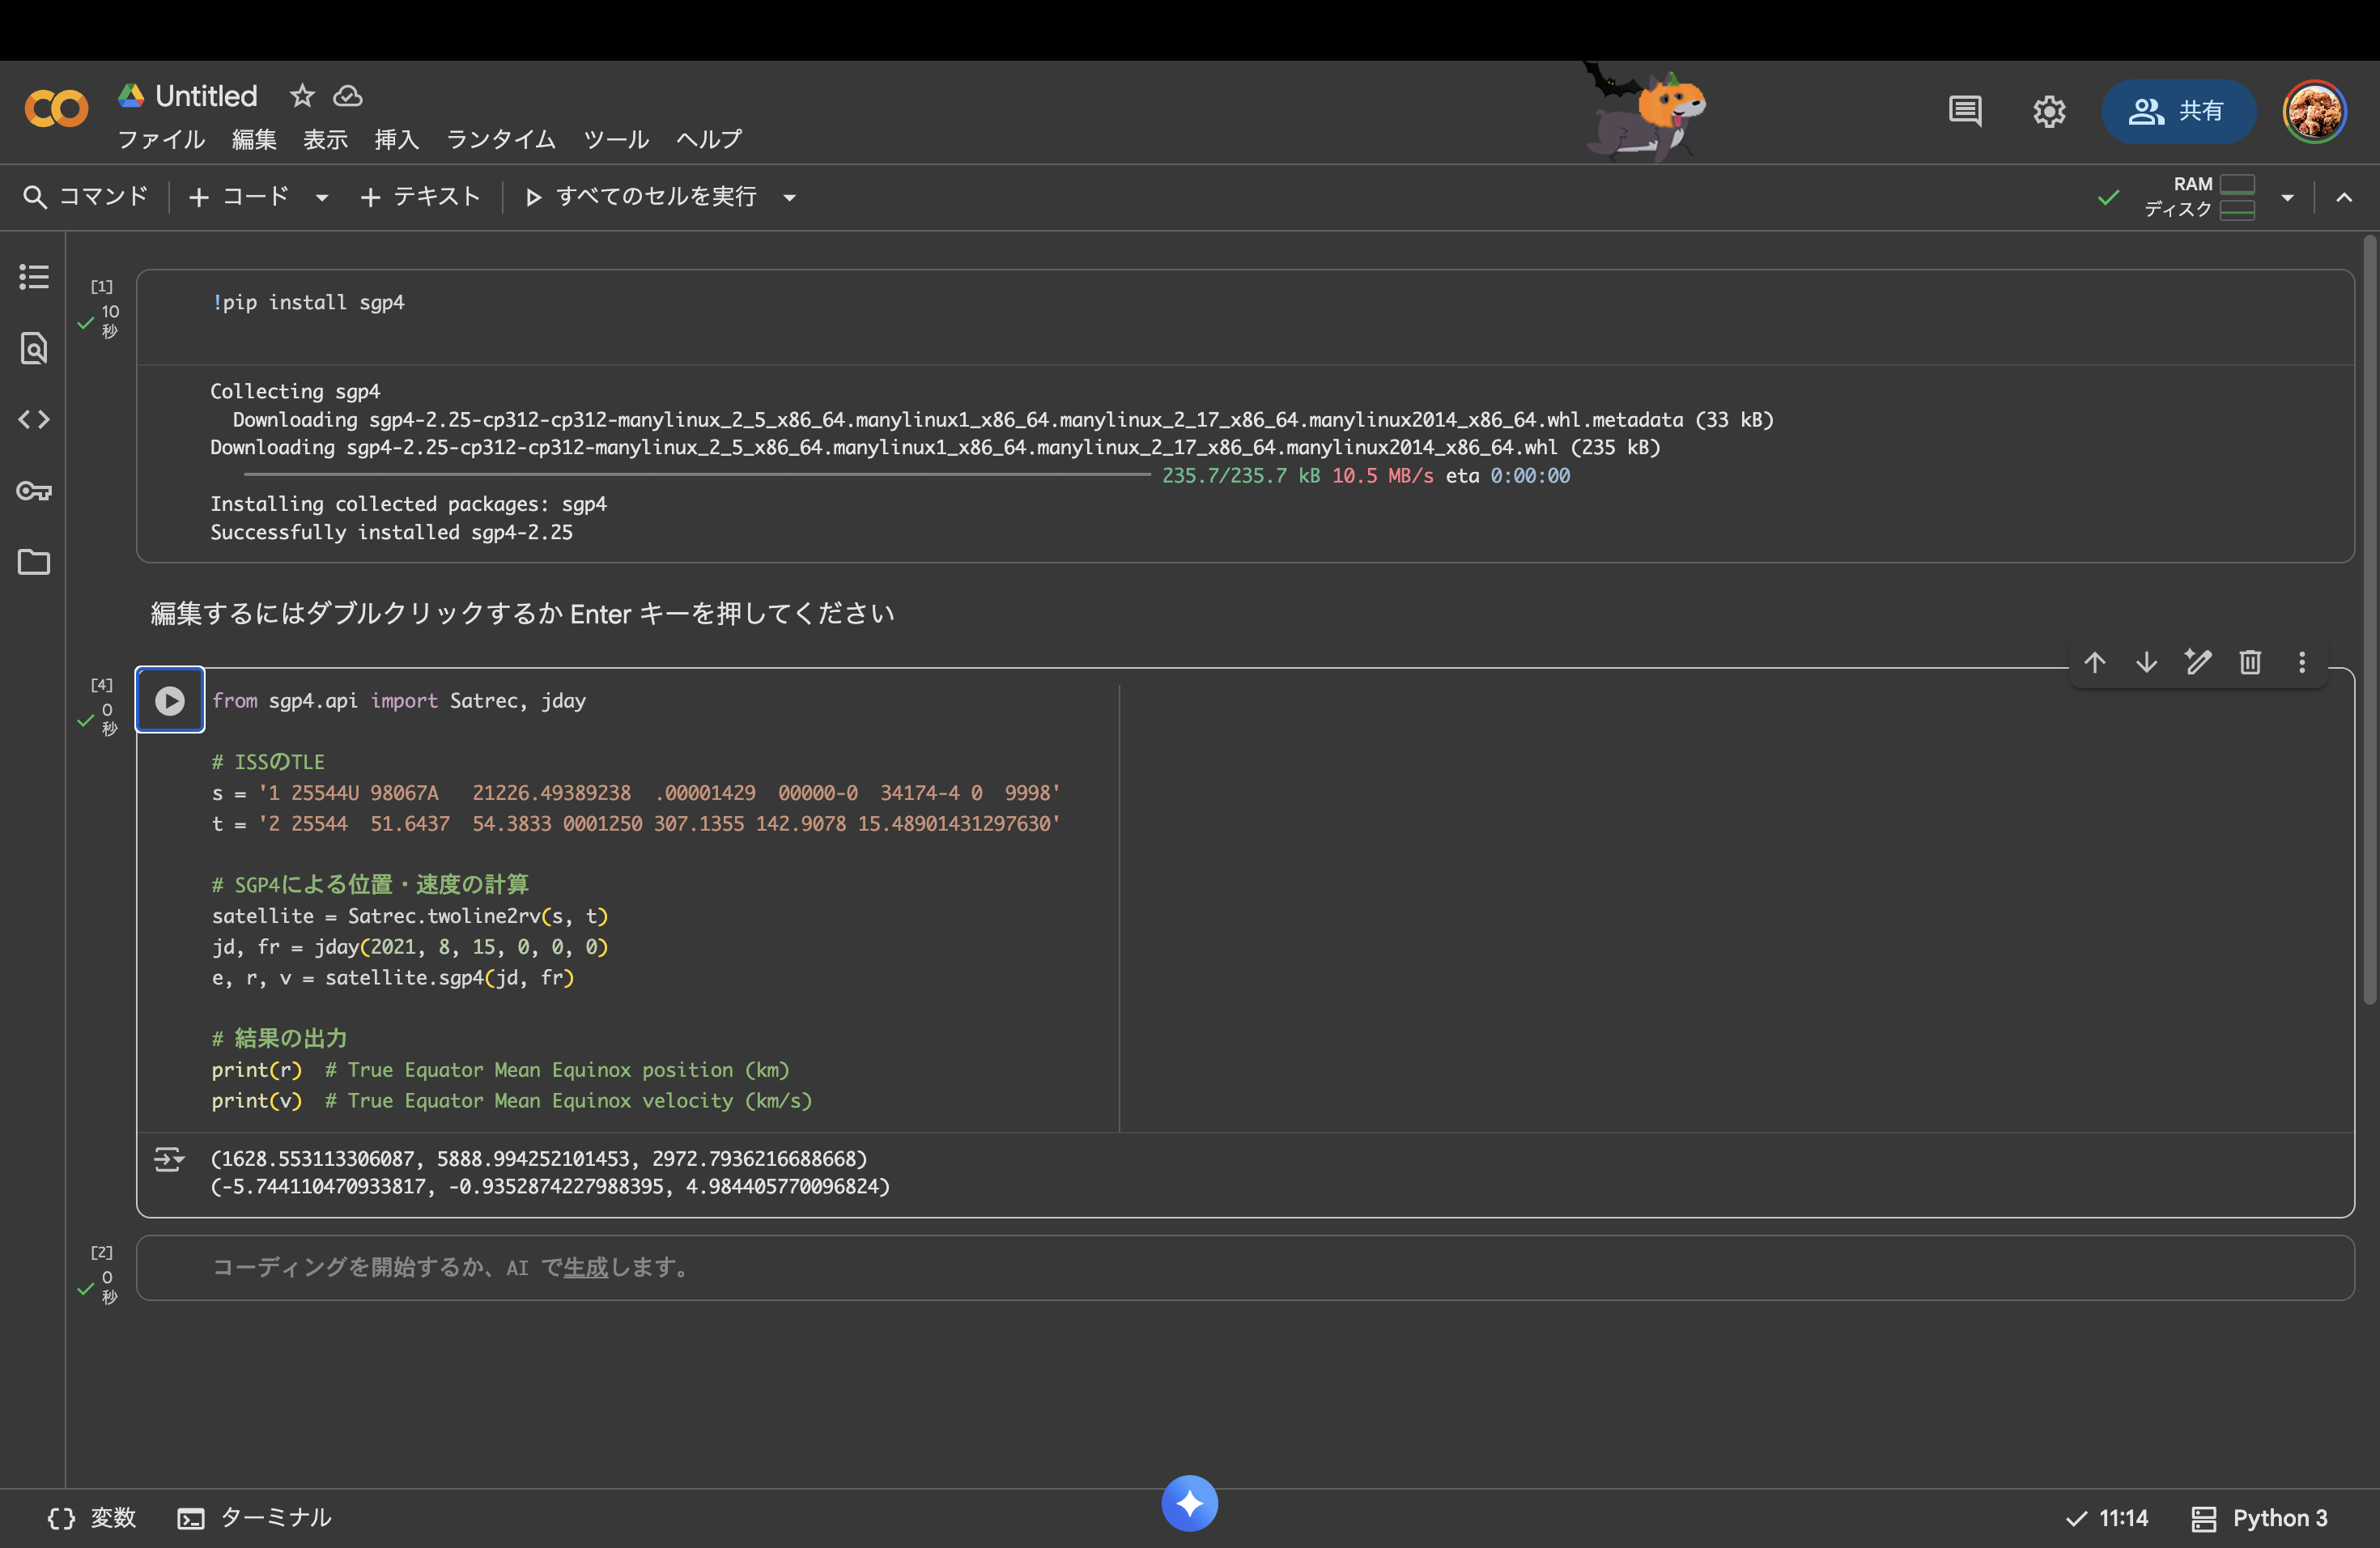 Untitled
ファイル 編集 表示 挿入 ランタイム ツール ヘルプ
共有
コマンド + コード + テキスト すべてのセルを実行
RAM
ディスク
[1]
10
秒
!pip install sgp4
Collecting sgp4
Downloading sgp4-2.25-cp312-cp312-manylinux_2_5_x86_64.manylinux1_x86_64.manylinux_2_17_x86_64.manylinux2014_x86_64.whl.metadata (33 kB)
Downloading sgp4-2.25-cp312-cp312-manylinux_2_5_x86_64.manylinux1_x86_64.manylinux_2_17_x86_64.manylinux2014_x86_64.whl (235 kB)
235.7/235.7 kB 10.5 MB/s eta 0:00:00
Installing collected packages: sgp4
Successfully installed sgp4-2.25
編集するにはダブルクリックするか Enter キーを押してください
[4]
0
秒
from sgp4.api import Satrec, jday
# ISSのTLE
s = '1 25544U 98067A   21226.49389238  .00001429  00000-0  34174-4 0  9998'
t = '2 25544  51.6437  54.3833 0001250 307.1355 142.9078 15.48901431297630'
# SGP4による位置・速度の計算
satellite = Satrec.twoline2rv(s, t)
jd, fr = jday(2021, 8, 15, 0, 0, 0)
e, r, v = satellite.sgp4(jd, fr)
# 結果の出力
print(r)  # True Equator Mean Equinox position (km)
print(v)  # True Equator Mean Equinox velocity (km/s)
(1628.553113306087, 5888.994252101453, 2972.7936216688668)
(-5.744110470933817, -0.9352874227988395, 4.984405770096824)
[2]
0
秒
コーディングを開始するか、AI で生成します。
変数 ターミナル
11:14 Python 3